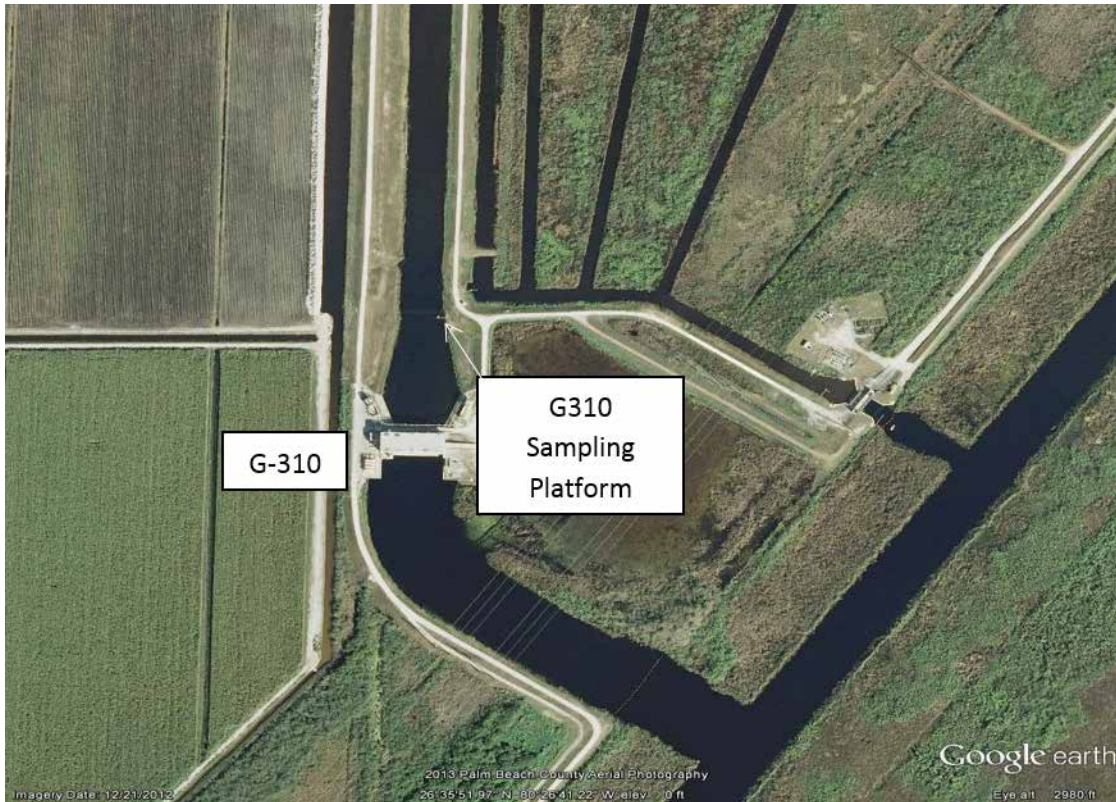 G310
Sampling
Platform
G-310
Google earth
2013 Palm Beach County Aerial Photography
Imagery Date: 12/21/2012
26°35'51.97" N 80°26'41.22" W elev 0 ft
Eye alt 2980 ft